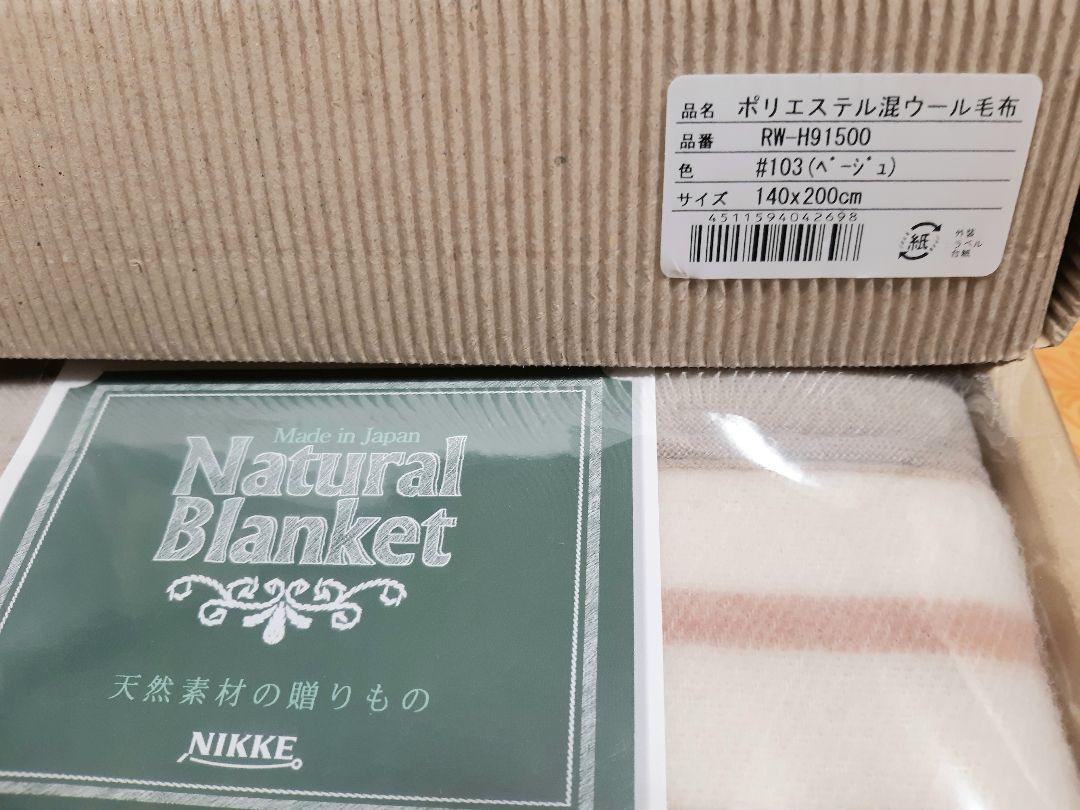 品名 ポリエステル混ウール毛布
品番 RW-H91500
色 #103(ﾍﾞｰｼﾞｭ)
サイズ 140x200cm
4511594042698
紙
外装
ラベル
台紙
Made in Japan
Natural
Blanket
天然素材の贈りもの
NIKKE